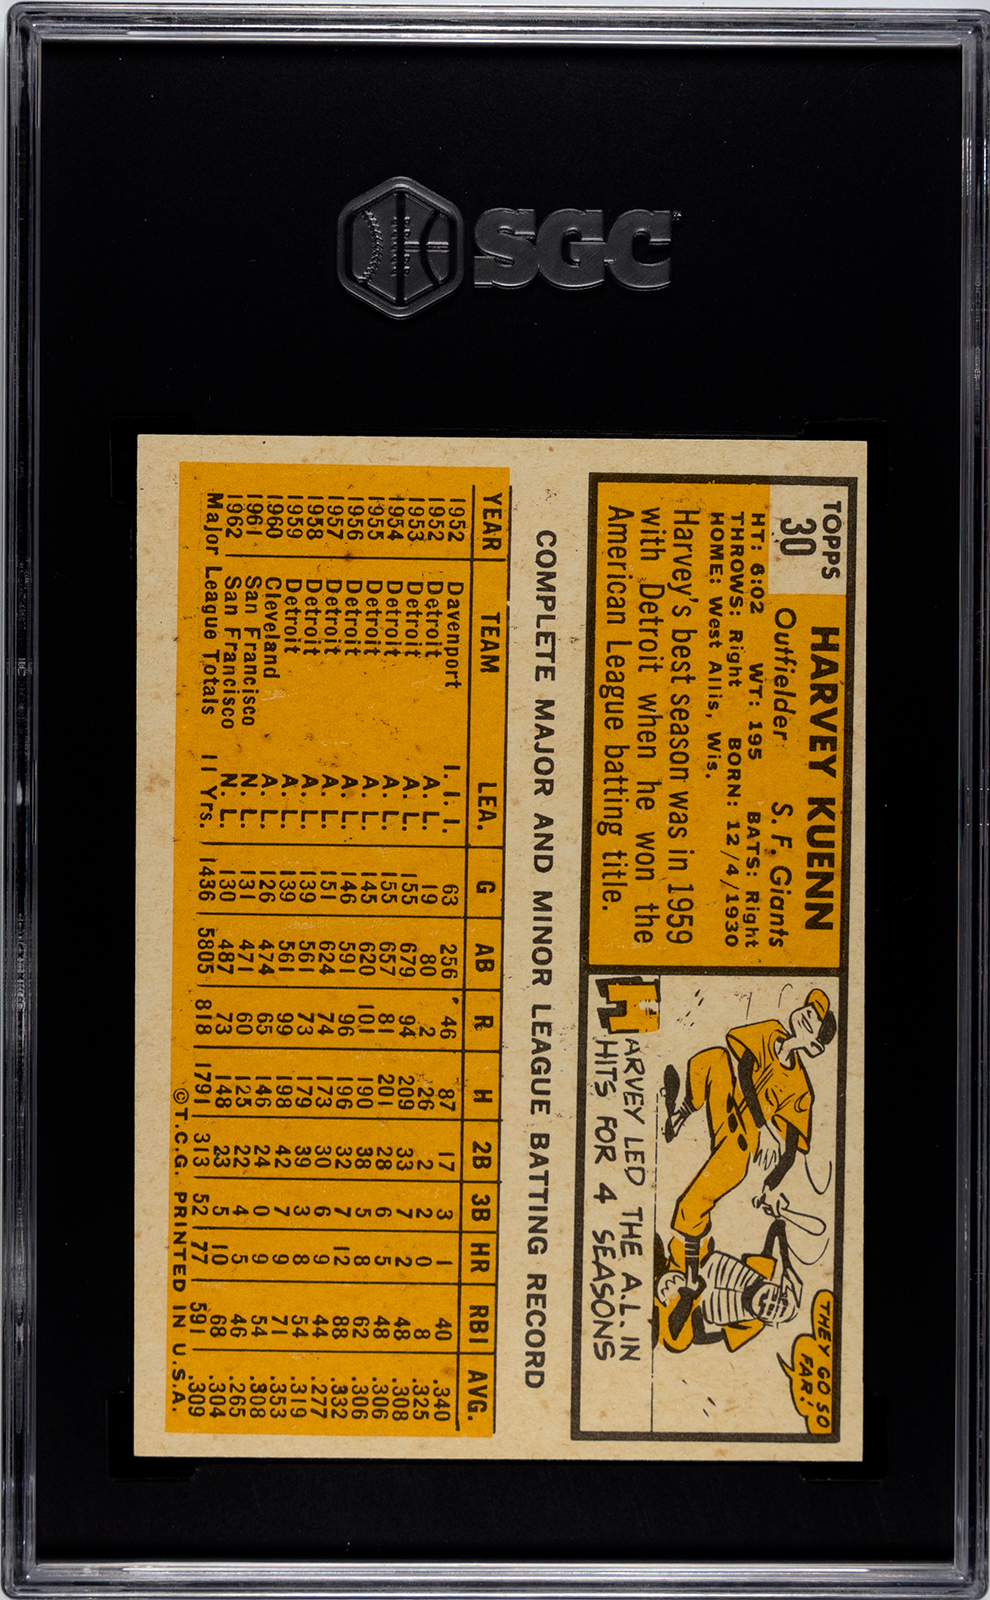 SGC
TOPPS
30
HARVEY KUENN
Outfielder S. F. Giants
HT: 6:02 WT: 195 BATS: Right
THROWS: Right BORN: 12/4/1930
HOME: West Allis, Wis.
Harvey's best season was in 1959
with Detroit when he won the
American League batting title.
THEY GO SO
FAR!
HARVEY LED THE A.L. IN
HITS FOR 4 SEASONS
COMPLETE MAJOR AND MINOR LEAGUE BATTING RECORD
YEAR TEAM LEA. G AB R H 2B 3B HR RBI AVG.
1952 Davenport I. I. I. 63 256 46 87 17 3 1 40 .340
1952 Detroit A. L. 19 80 2 26 2 2 0 8 .325
1953 Detroit A. L. 155 679 94 209 33 7 2 48 .308
1954 Detroit A. L. 155 657 81 201 28 6 5 48 .306
1955 Detroit A. L. 145 620 101 190 38 5 8 62 .306
1956 Detroit A. L. 146 591 96 196 32 7 12 88 .332
1957 Detroit A. L. 151 624 74 173 30 6 9 44 .277
1958 Detroit A. L. 139 561 73 179 39 3 8 54 .319
1959 Detroit A. L. 139 561 99 198 42 7 9 71 .353
1960 Cleveland A. L. 126 474 65 146 24 0 9 54 .308
1961 San Francisco N. L. 131 471 60 125 22 4 5 46 .265
1962 San Francisco N. L. 130 487 73 148 23 5 10 68 .304
Major League Totals 11 Yrs. 1436 5805 818 1791 313 52 77 591 .309
© T.C.G. PRINTED IN U.S.A.